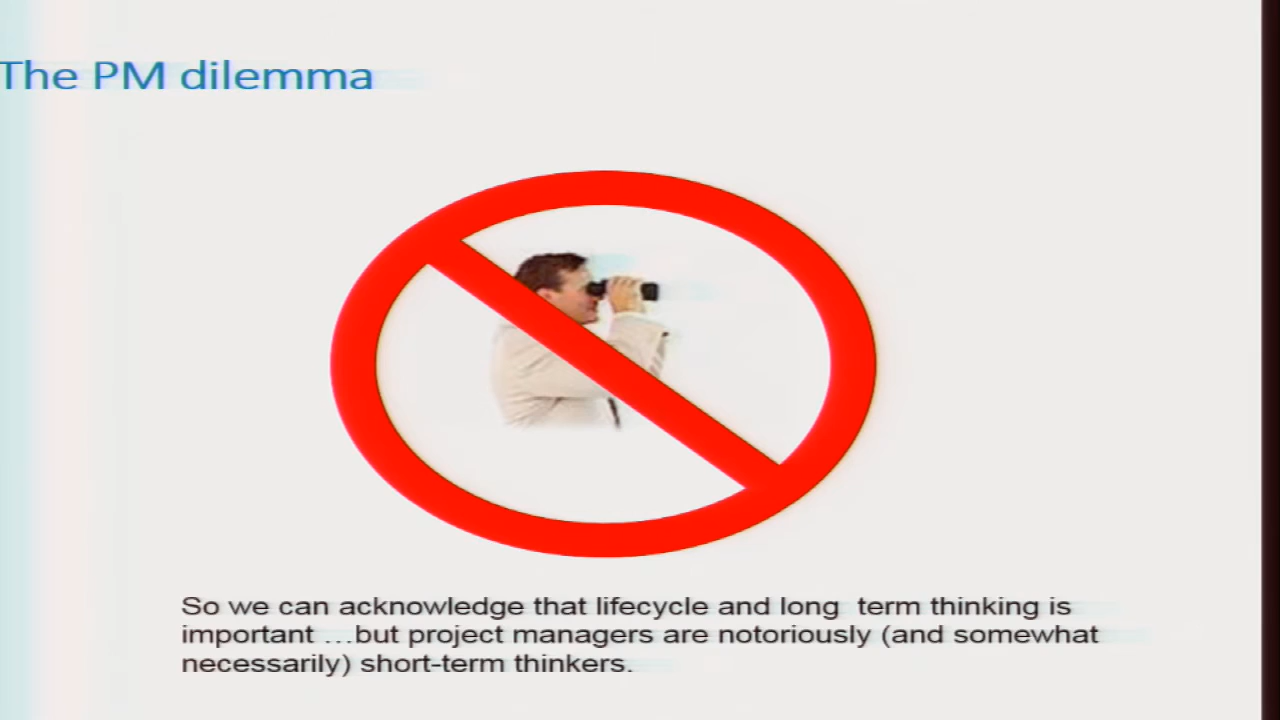 The PM dilemma
So we can acknowledge that lifecycle and long term thinking is
important ...but project managers are notoriously (and somewhat
necessarily) short-term thinkers.